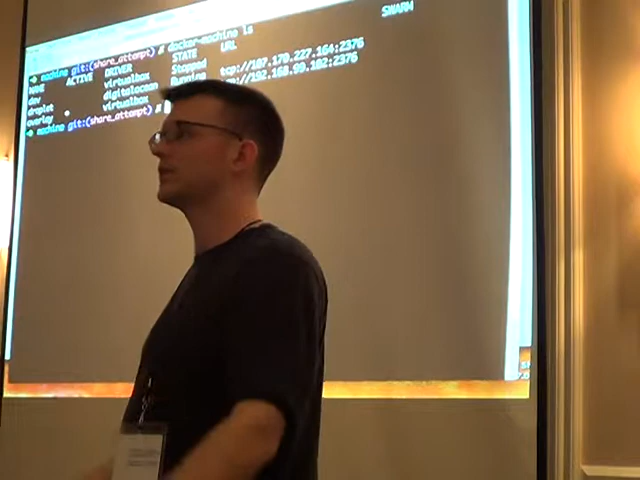 ➜ machine git:(share_attempt) ✗ docker-machine ls
NAME ACTIVE DRIVER STATE URL SWARM
dev virtualbox Stopped
droplet digitalocean Running tcp://107.170.227.164:2376
overlay * virtualbox tcp://192.168.99.102:2376
➜ machine git:(share_attempt) ✗